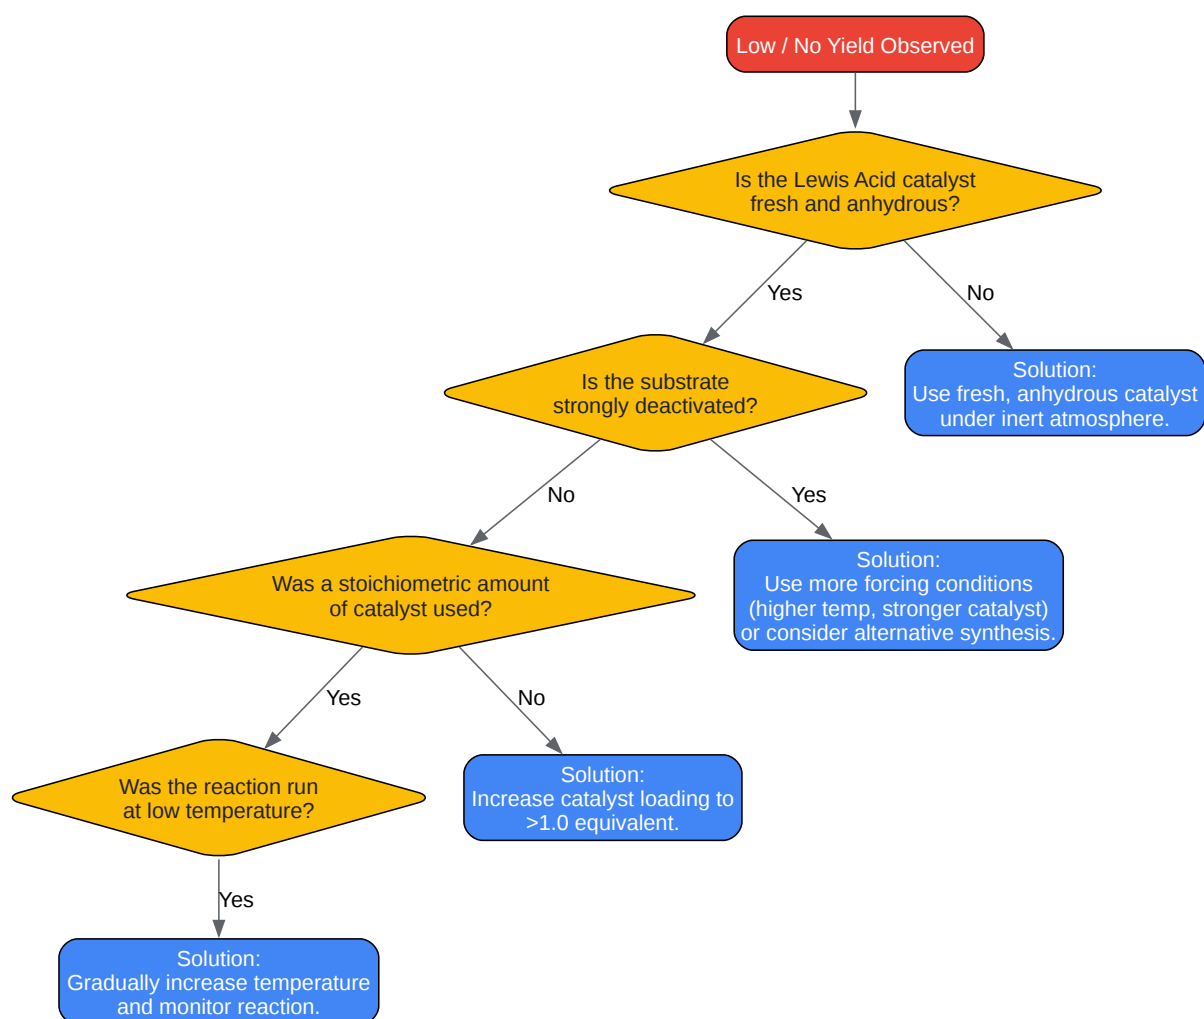 Low / No Yield Observed
Is the Lewis Acid catalyst
fresh and anhydrous?
Yes
No
Is the substrate
strongly deactivated?
Solution:
Use fresh, anhydrous catalyst
under inert atmosphere.
No
Yes
Was a stoichiometric amount
of catalyst used?
Solution:
Use more forcing conditions
(higher temp, stronger catalyst)
or consider alternative synthesis.
Yes
No
Was the reaction run
at low temperature?
Solution:
Increase catalyst loading to
>1.0 equivalent.
Yes
Solution:
Gradually increase temperature
and monitor reaction.